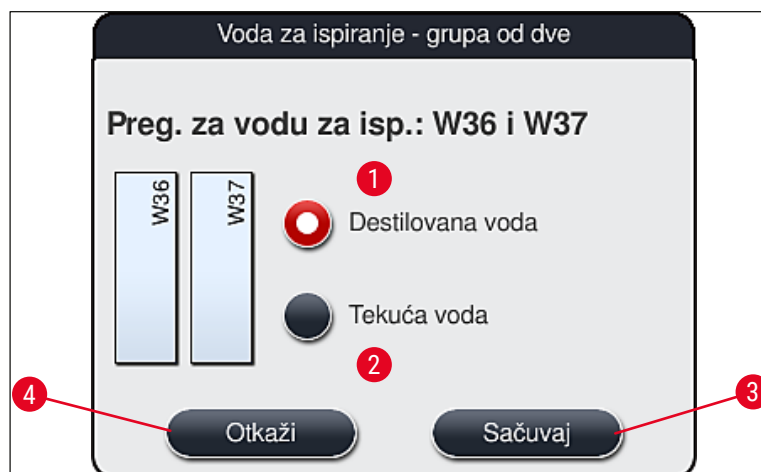 Voda za ispiranje - grupa od dve
Preg. za vodu za isp.: W36 i W37
W36
W37
1
Destilovana voda
Tekuća voda
2
4
3
Otkaži
Sačuvaj